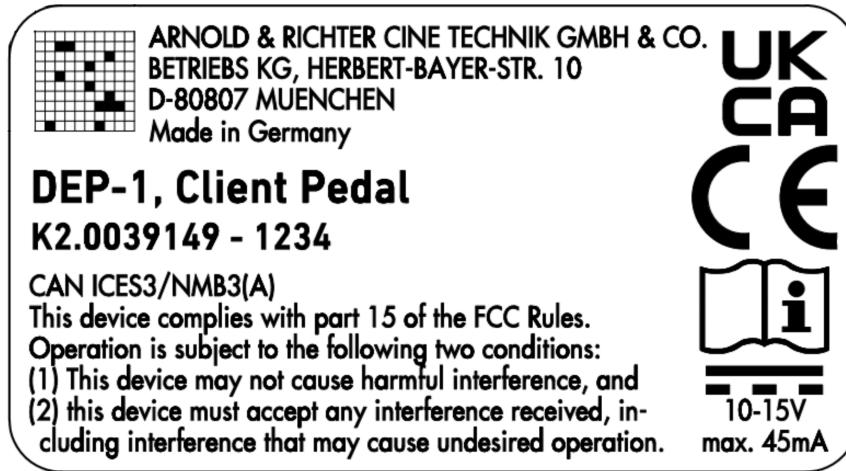 ARNOLD & RICHTER CINE TECHNIK GMBH & CO.
BETRIEBS KG, HERBERT-BAYER-STR. 10
D-80807 MUENCHEN
Made in Germany
UK
CA
CE
DEP-1, Client Pedal
K2.0039149 - 1234
CAN ICES3/NMB3(A)
This device complies with part 15 of the FCC Rules.
Operation is subject to the following two conditions:
(1) This device may not cause harmful interference, and
(2) this device must accept any interference received, in-
cluding interference that may cause undesired operation.
i
10-15V
max. 45mA